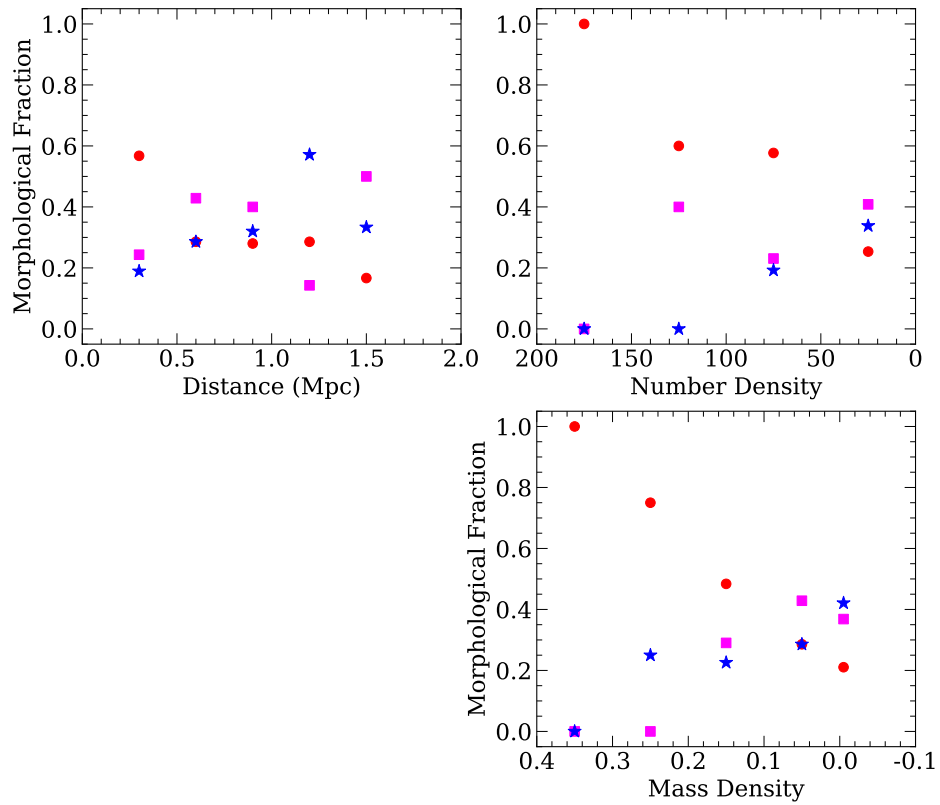 Morphological Fraction
1.0
0.8
0.6
0.4
0.2
0.0
0.0 0.5 1.0 1.5 2.0
Distance (Mpc)
1.0
0.8
0.6
0.4
0.2
0.0
200 150 100 50 0
Number Density
Morphological Fraction
1.0
0.8
0.6
0.4
0.2
0.0
0.4 0.3 0.2 0.1 0.0 -0.1
Mass Density